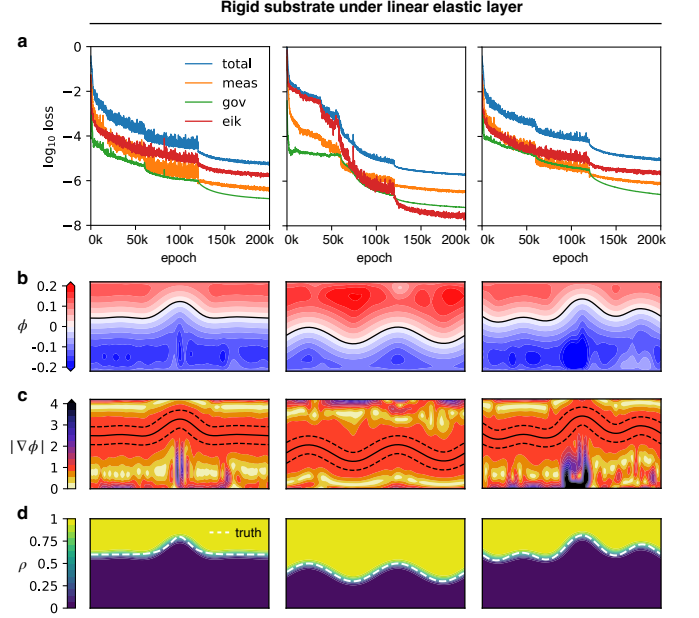 Rigid substrate under linear elastic layer
a
0
−2
−4
−6
−8
log₁₀ loss
total
meas
gov
eik
0k 50k 100k 150k 200k
epoch
0k 50k 100k 150k 200k
epoch
0k 50k 100k 150k 200k
epoch
b
0.2
0.1
0
-0.1
-0.2
ϕ
c
4
3
2
1
0
|∇ϕ|
d
1
0.75
0.5
0.25
0
ρ
truth